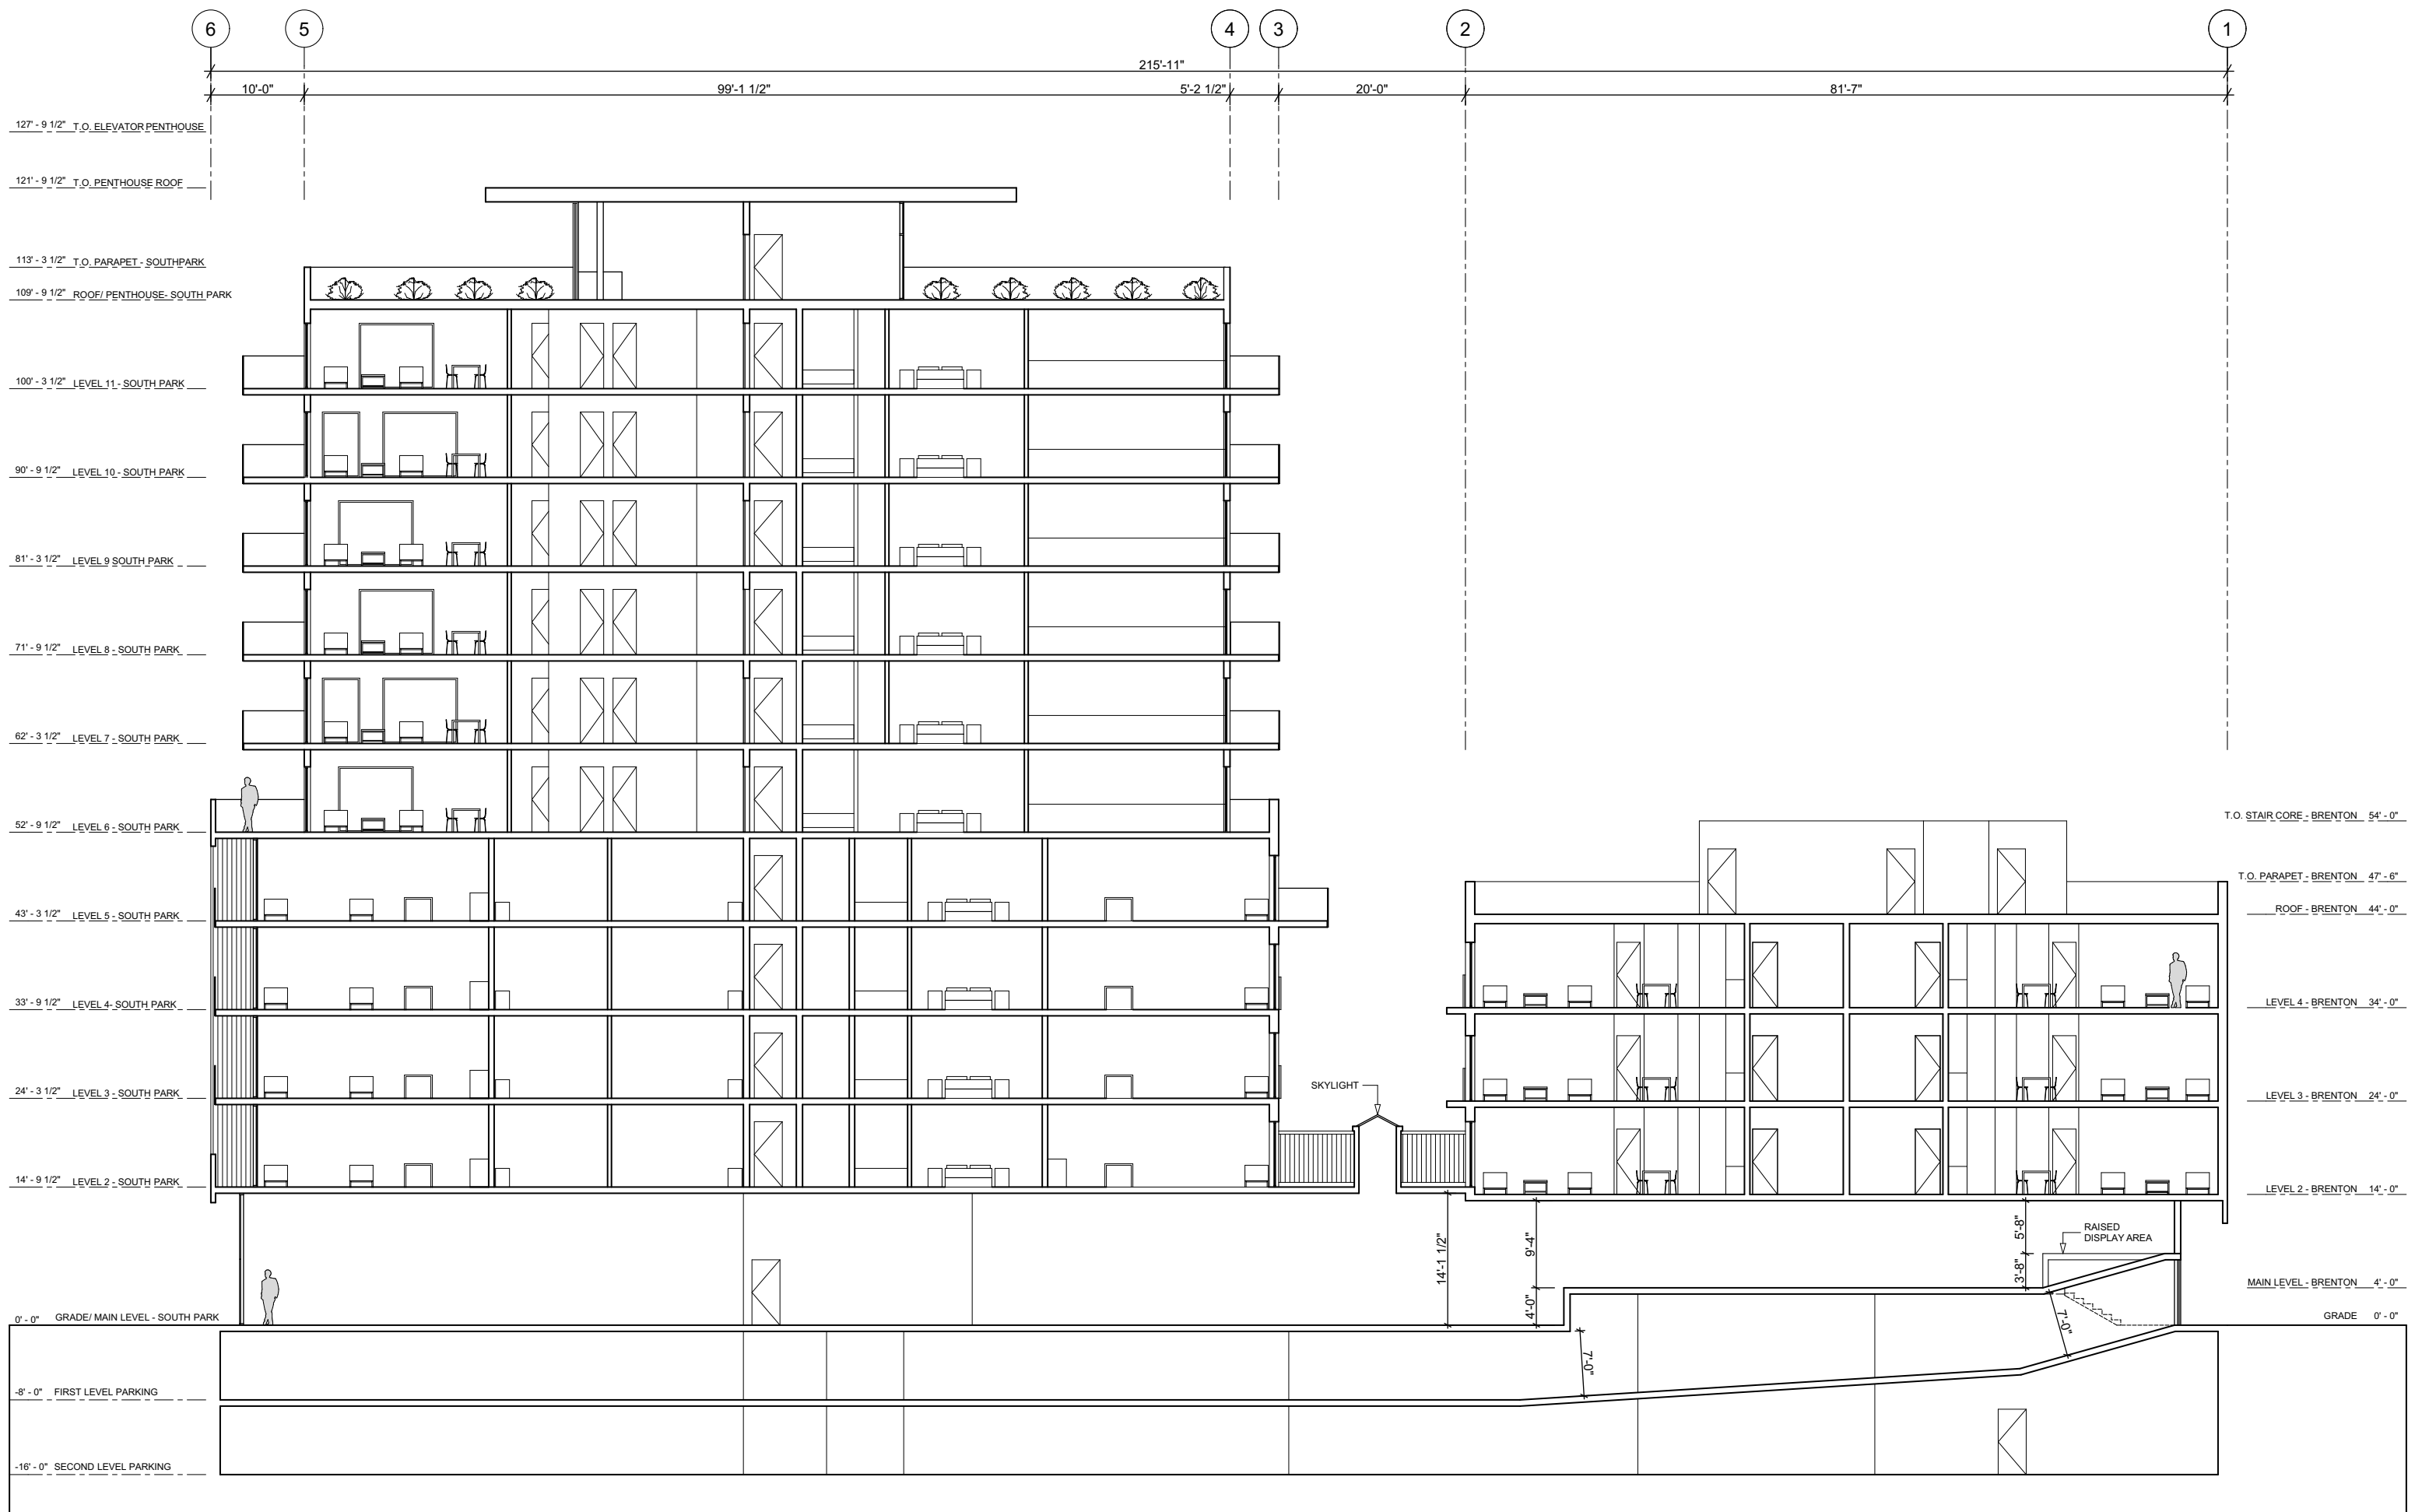 6 5 4 3 2 1
215'-11"
10'-0" 99'-1 1/2" 5'-2 1/2" 20'-0" 81'-7"
127' - 9 1/2" T.O. ELEVATOR PENTHOUSE
121' - 9 1/2" T.O. PENTHOUSE ROOF
113' - 3 1/2" T.O. PARAPET - SOUTHPARK
109' - 9 1/2" ROOF/ PENTHOUSE- SOUTH PARK
100' - 3 1/2" LEVEL 11 - SOUTH PARK
90' - 9 1/2" LEVEL 10 - SOUTH PARK
81' - 3 1/2" LEVEL 9 SOUTH PARK
71' - 9 1/2" LEVEL 8 - SOUTH PARK
62' - 3 1/2" LEVEL 7 - SOUTH PARK
52' - 9 1/2" LEVEL 6 - SOUTH PARK
43' - 3 1/2" LEVEL 5 - SOUTH PARK
33' - 9 1/2" LEVEL 4- SOUTH PARK
24' - 3 1/2" LEVEL 3 - SOUTH PARK
14' - 9 1/2" LEVEL 2 - SOUTH PARK
0' - 0" GRADE/ MAIN LEVEL - SOUTH PARK
-8' - 0" FIRST LEVEL PARKING
-16' - 0" SECOND LEVEL PARKING
SKYLIGHT
14'-1 1/2"
9'-4"
4'-0"
7'-0"
5'-8"
3'-8"
7'-0"
RAISED
DISPLAY AREA
T.O. STAIR CORE - BRENTON 54' - 0"
T.O. PARAPET - BRENTON 47' - 6"
ROOF - BRENTON 44' - 0"
LEVEL 4 - BRENTON 34' - 0"
LEVEL 3 - BRENTON 24' - 0"
LEVEL 2 - BRENTON 14' - 0"
MAIN LEVEL - BRENTON 4' - 0"
GRADE 0' - 0"